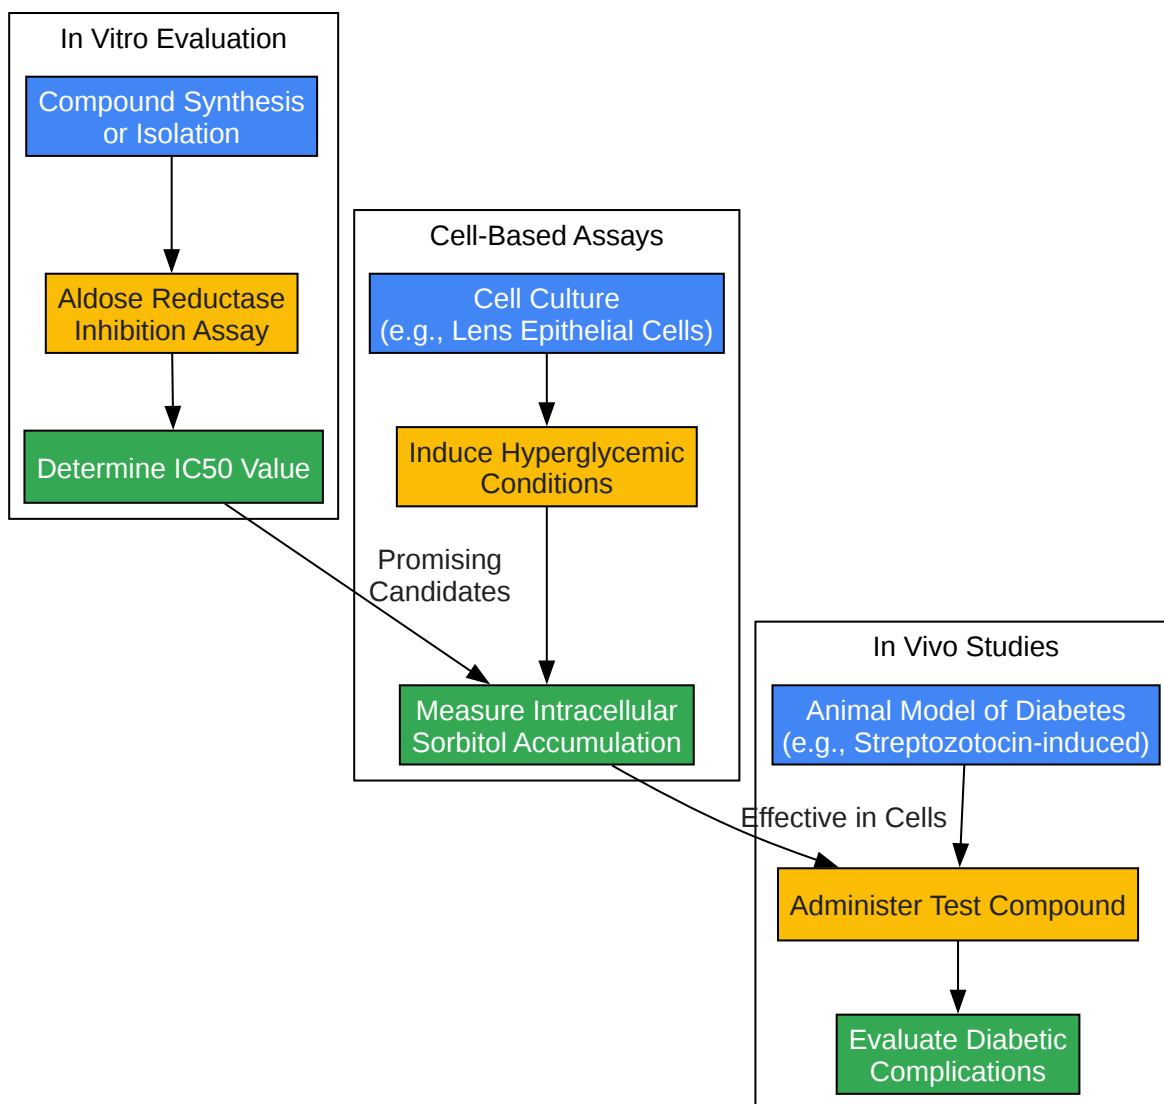 In Vitro Evaluation
Compound Synthesis
or Isolation
Aldose Reductase
Inhibition Assay
Determine IC50 Value
Promising
Candidates
Cell-Based Assays
Cell Culture
(e.g., Lens Epithelial Cells)
Induce Hyperglycemic
Conditions
Measure Intracellular
Sorbitol Accumulation
Effective in Cells
In Vivo Studies
Animal Model of Diabetes
(e.g., Streptozotocin-induced)
Administer Test Compound
Evaluate Diabetic
Complications